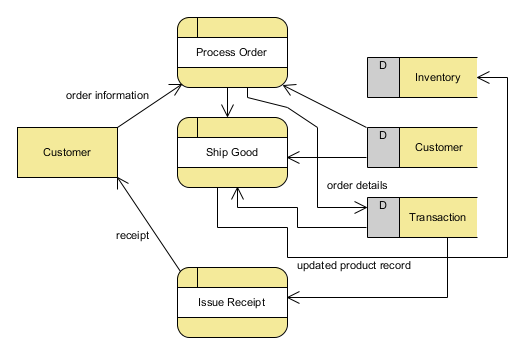 Process Order
D
Inventory
order information
Customer
Ship Good
D
Customer
order details
D
Transaction
receipt
updated product record
Issue Receipt